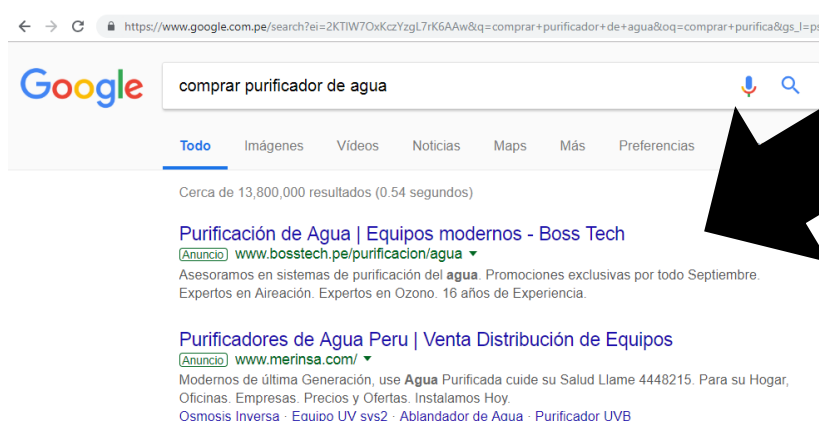 https://www.google.com.pe/search?ei=2KTIW7OxKczYzgL7rK6AAw&q=comprar+purificador+de+agua&oq=comprar+purifica&gs_l=ps
Google
comprar purificador de agua
Todo Imágenes Vídeos Noticias Maps Más Preferencias
Cerca de 13,800,000 resultados (0.54 segundos)
Purificación de Agua | Equipos modernos - Boss Tech
Anuncio www.bosstech.pe/purificacion/agua
Asesoramos en sistemas de purificación del agua. Promociones exclusivas por todo Septiembre.
Expertos en Aireación. Expertos en Ozono. 16 años de Experiencia.
Purificadores de Agua Peru | Venta Distribución de Equipos
Anuncio www.merinsa.com/
Modernos de última Generación, use Agua Purificada cuide su Salud Llame 4448215. Para su Hogar,
Oficinas. Empresas. Precios y Ofertas. Instalamos Hoy.
Osmosis Inversa · Equipo UV sys2 · Ablandador de Agua · Purificador UVB